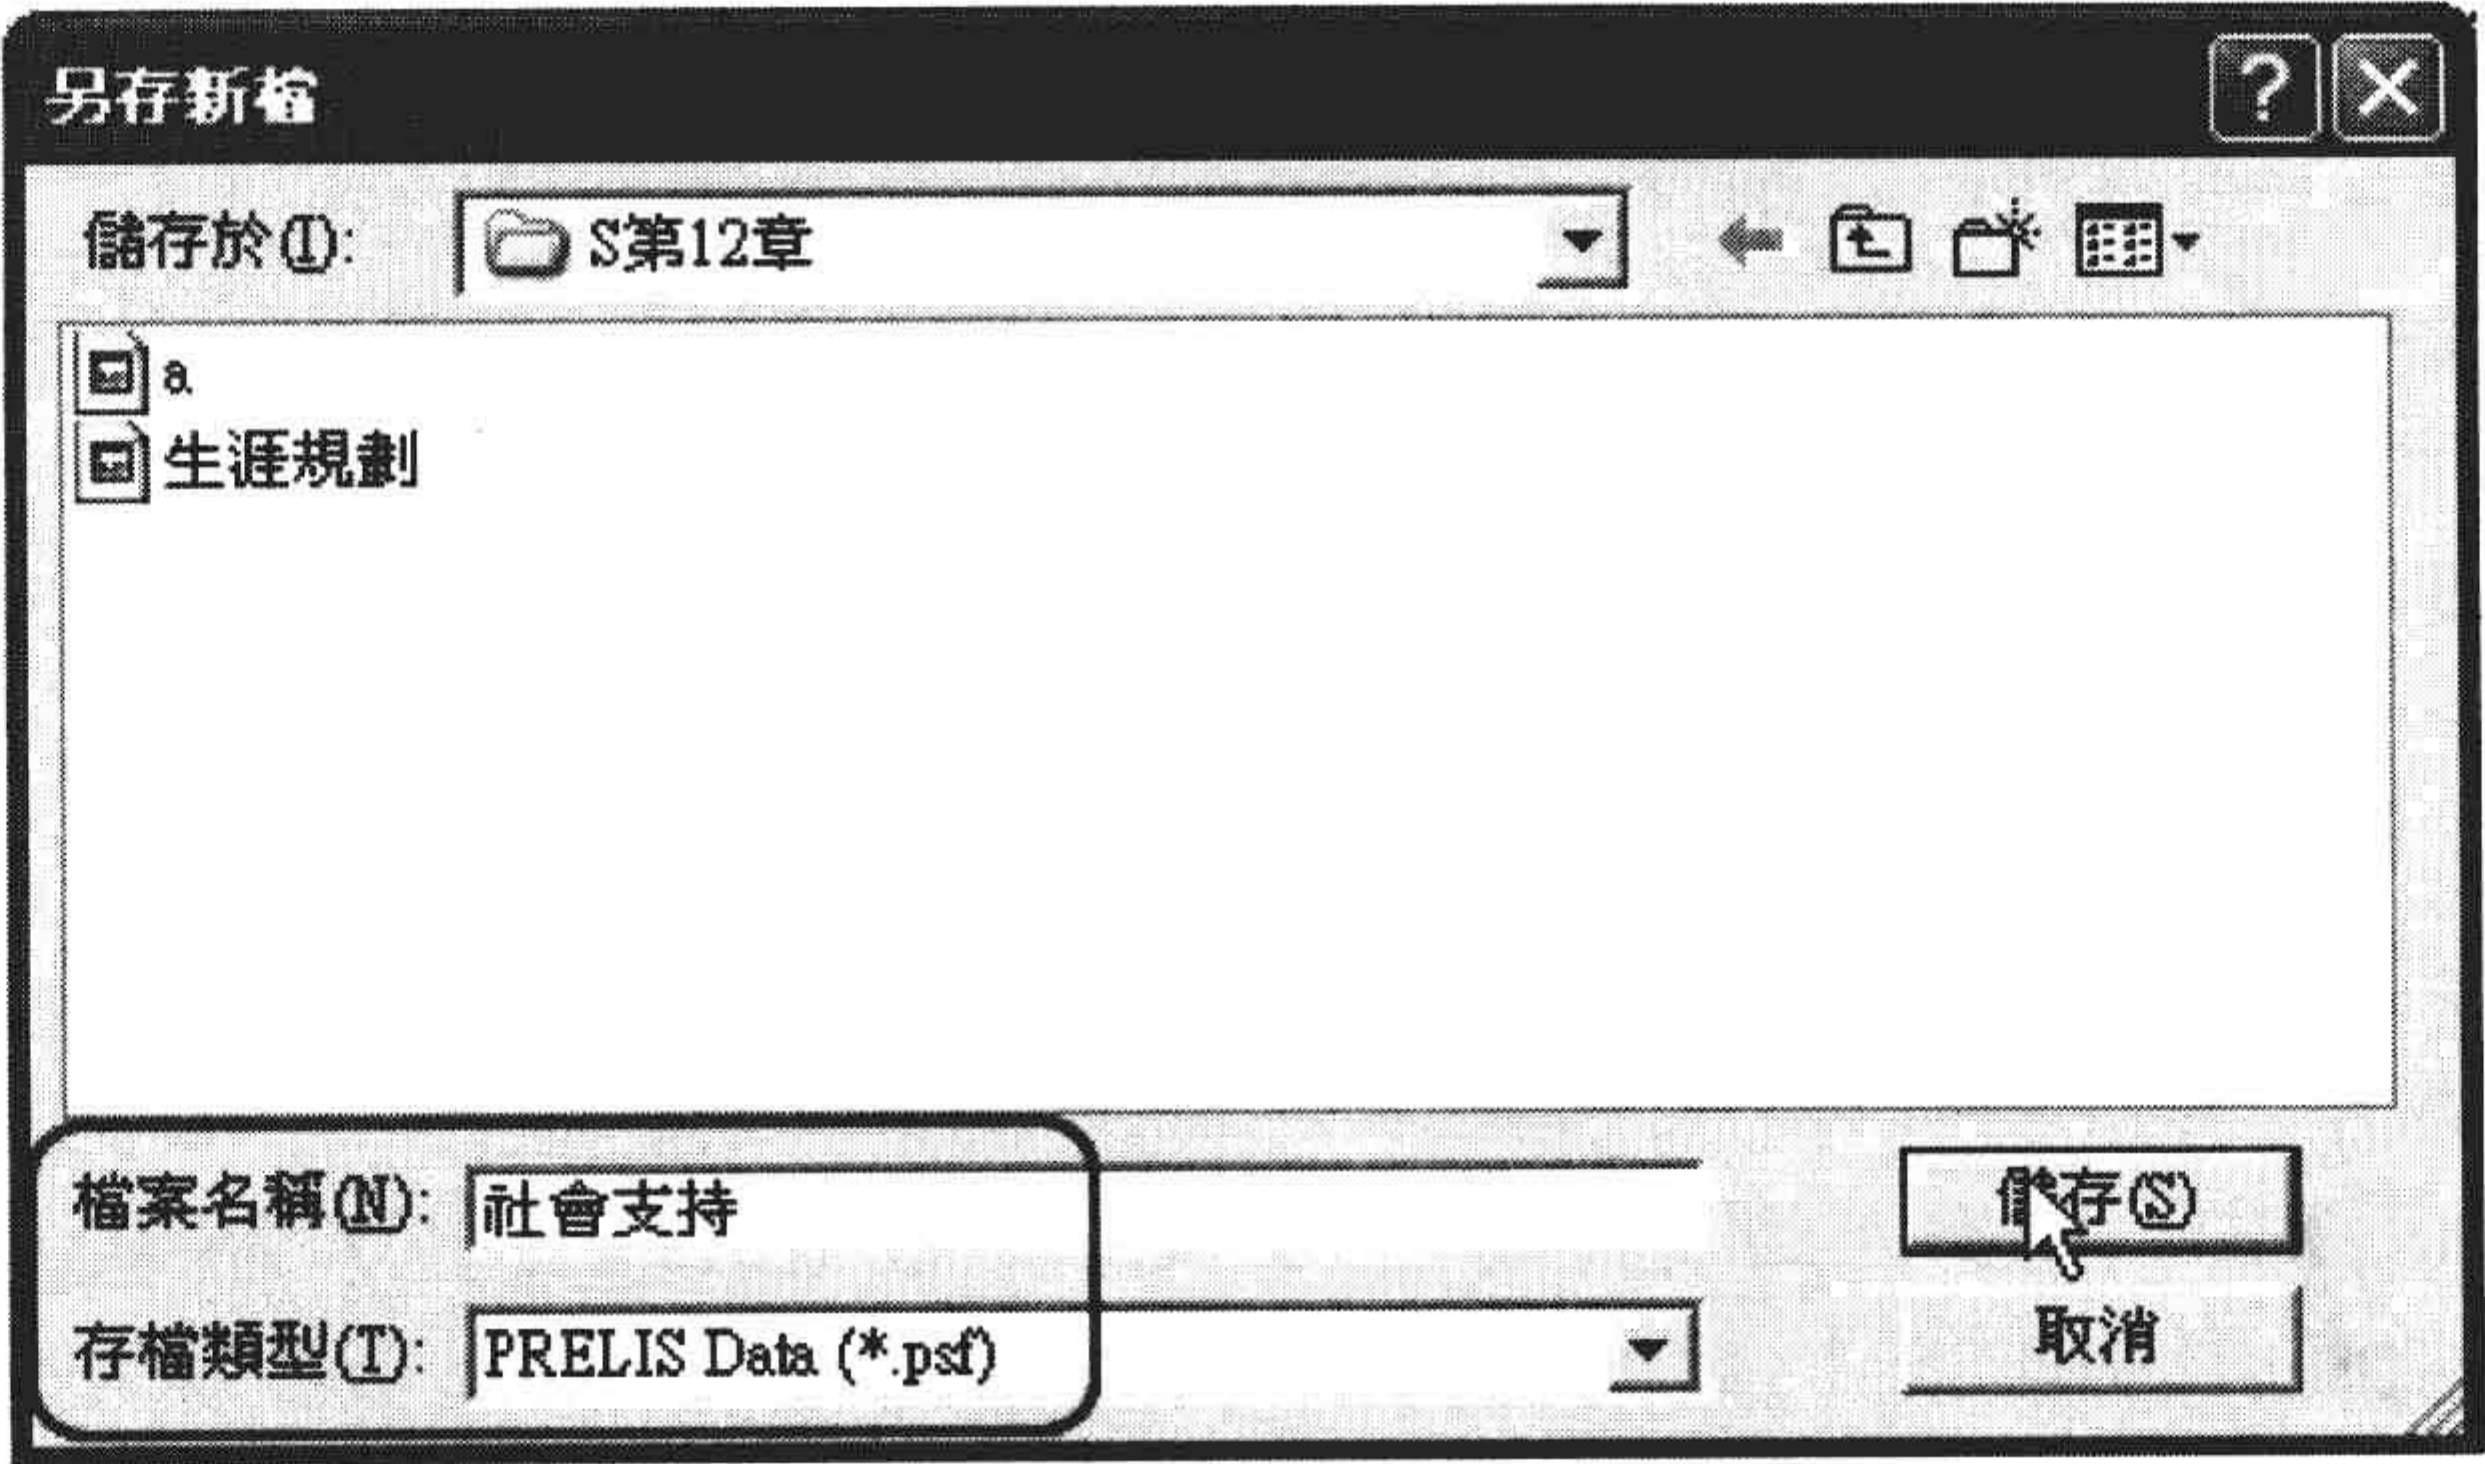 另存新檔
儲存於(I): S第12章
a
生涯規劃
檔案名稱(N): 社會支持
儲存(S)
存檔類型(T): PRELIS Data (*.psf)
取消